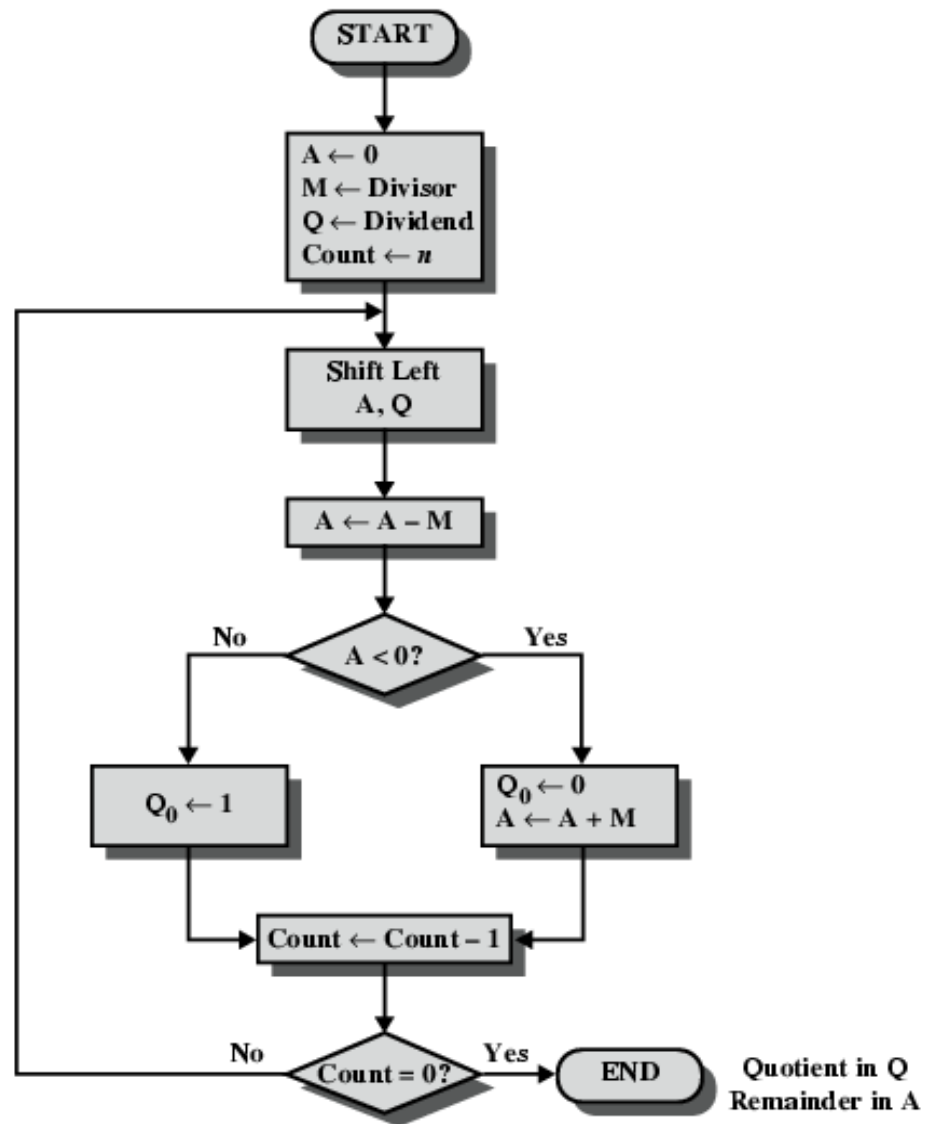 START
A ← 0
M ← Divisor
Q ← Dividend
Count ← n
Shift Left
A, Q
A ← A – M
No
Yes
A < 0?
Q₀ ← 1
Q₀ ← 0
A ← A + M
Count ← Count – 1
No
Yes
Count = 0?
END
Quotient in Q
Remainder in A